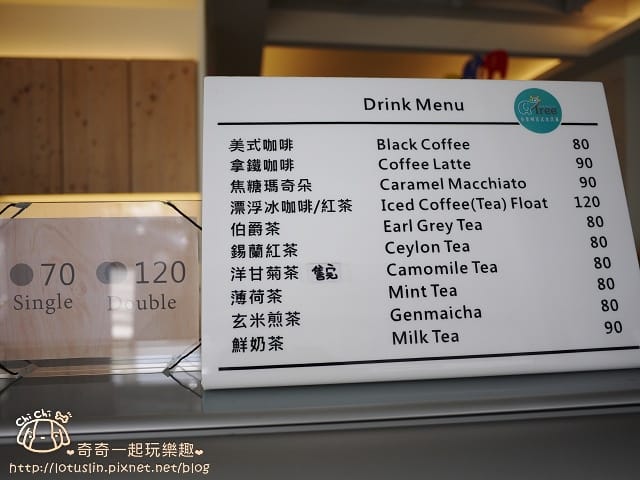 Drink Menu
Tree
美式咖啡 Black Coffee 80
拿鐵咖啡 Coffee Latte 90
焦糖瑪奇朵 Caramel Macchiato 90
漂浮冰咖啡/紅茶 Iced Coffee(Tea) Float 120
伯爵茶 Earl Grey Tea 80
錫蘭紅茶 Ceylon Tea 80
洋甘菊茶 售完 Camomile Tea 80
薄荷茶 Mint Tea 80
玄米煎茶 Genmaicha 80
鮮奶茶 Milk Tea 90
70 120
Single Double
Chi Chi
奇奇一起玩樂趣
http://lotuslin.pixnet.net/blog